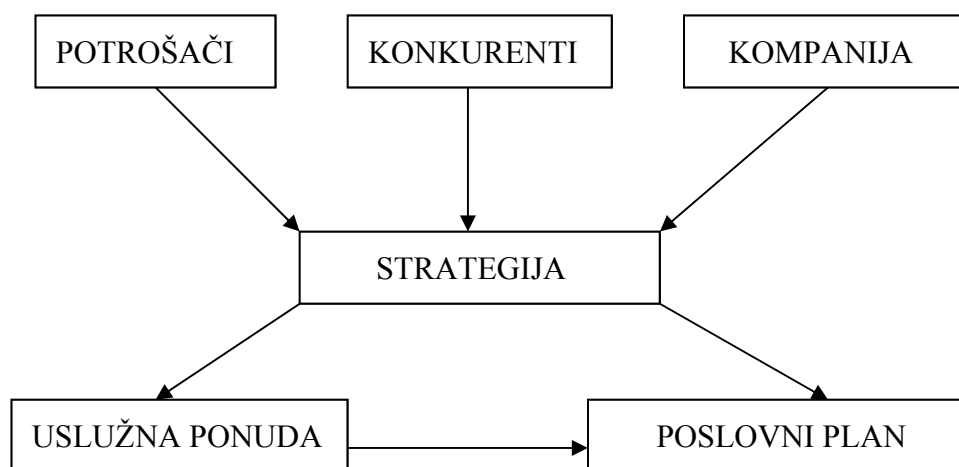 POTROŠAČI
KONKURENTI
KOMPANIJA
STRATEGIJA
USLUŽNA PONUDA
POSLOVNI PLAN